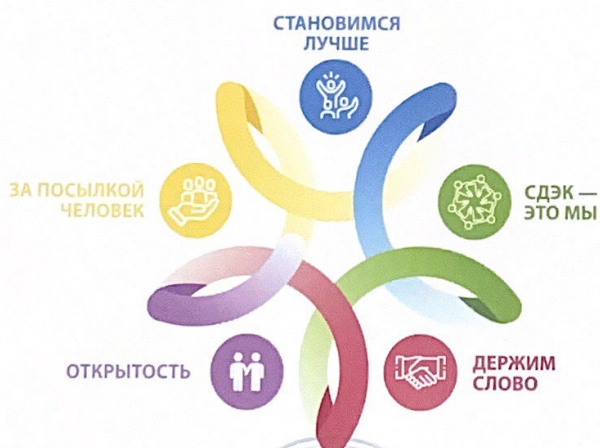 СТАНОВИМСЯ
ЛУЧШЕ
ЗА ПОСЫЛКОЙ
ЧЕЛОВЕК
СДЭК —
ЭТО МЫ
ОТКРЫТОСТЬ
ДЕРЖИМ
СЛОВО